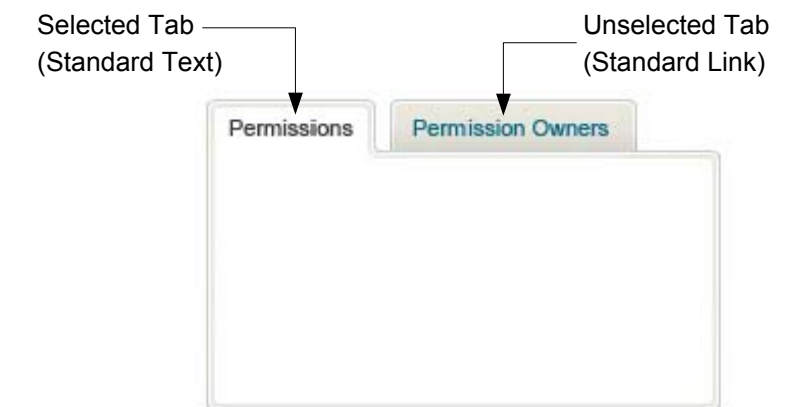 Selected Tab
(Standard Text)
Unselected Tab
(Standard Link)
Permissions
Permission Owners